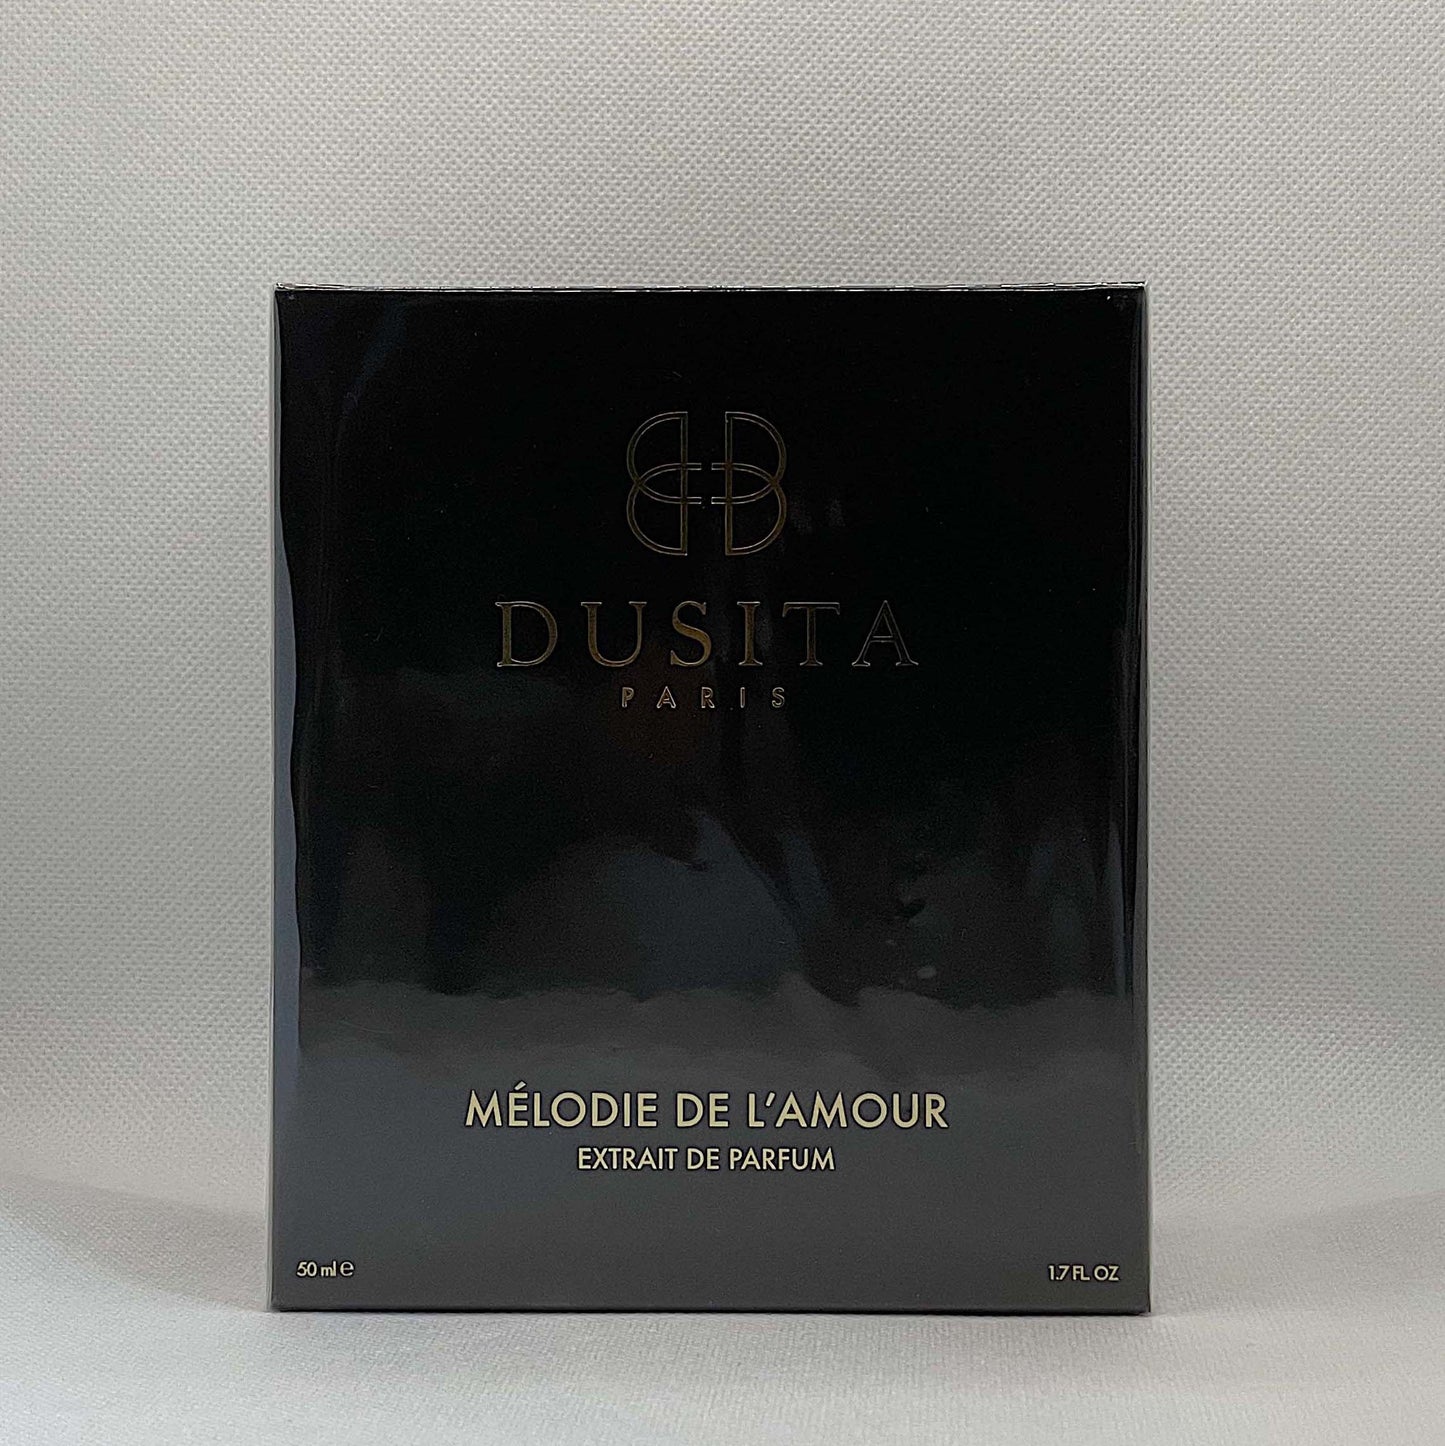 DUSITA
PARIS
MÉLODIE DE L’AMOUR
EXTRAIT DE PARFUM
50 ml e
1.7 FL OZ